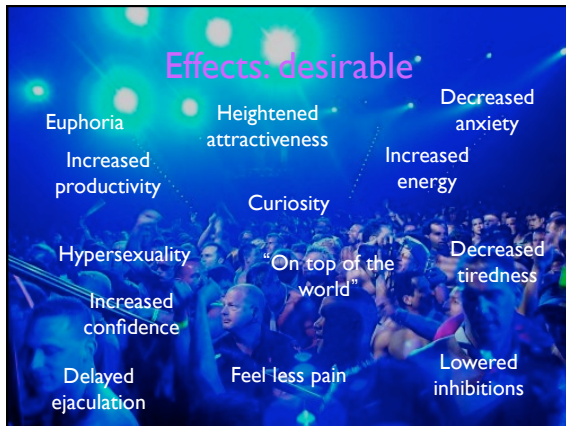 Effects: desirable
Euphoria
Heightened
attractiveness
Decreased
anxiety
Increased
productivity
Increased
energy
Curiosity
Hypersexuality
“On top of the
world”
Decreased
tiredness
Increased
confidence
Delayed
ejaculation
Feel less pain
Lowered
inhibitions